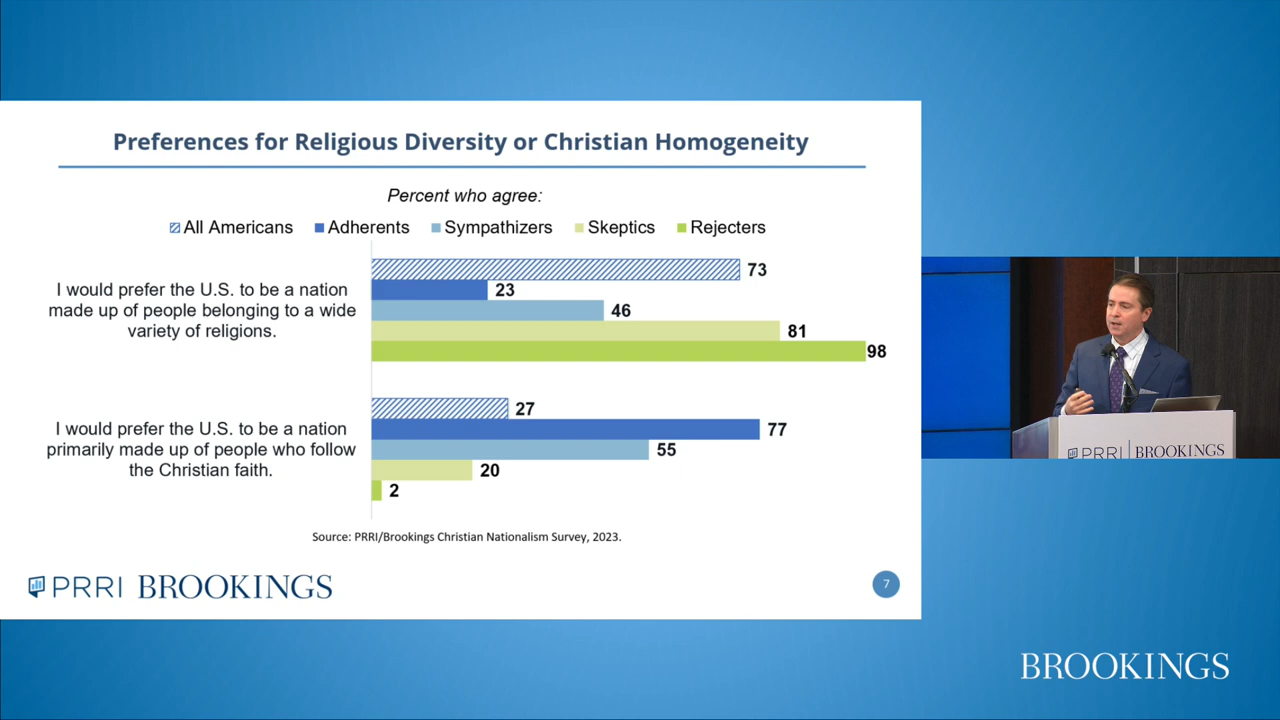 Preferences for Religious Diversity or Christian Homogeneity
Percent who agree:
All Americans Adherents Sympathizers Skeptics Rejecters
I would prefer the U.S. to be a nation
made up of people belonging to a wide
variety of religions.
73
23
46
81
98
I would prefer the U.S. to be a nation
primarily made up of people who follow
the Christian faith.
27
77
55
20
2
Source: PRRI/Brookings Christian Nationalism Survey, 2023.
PRRI BROOKINGS
7
PRRI BROOKINGS
BROOKINGS